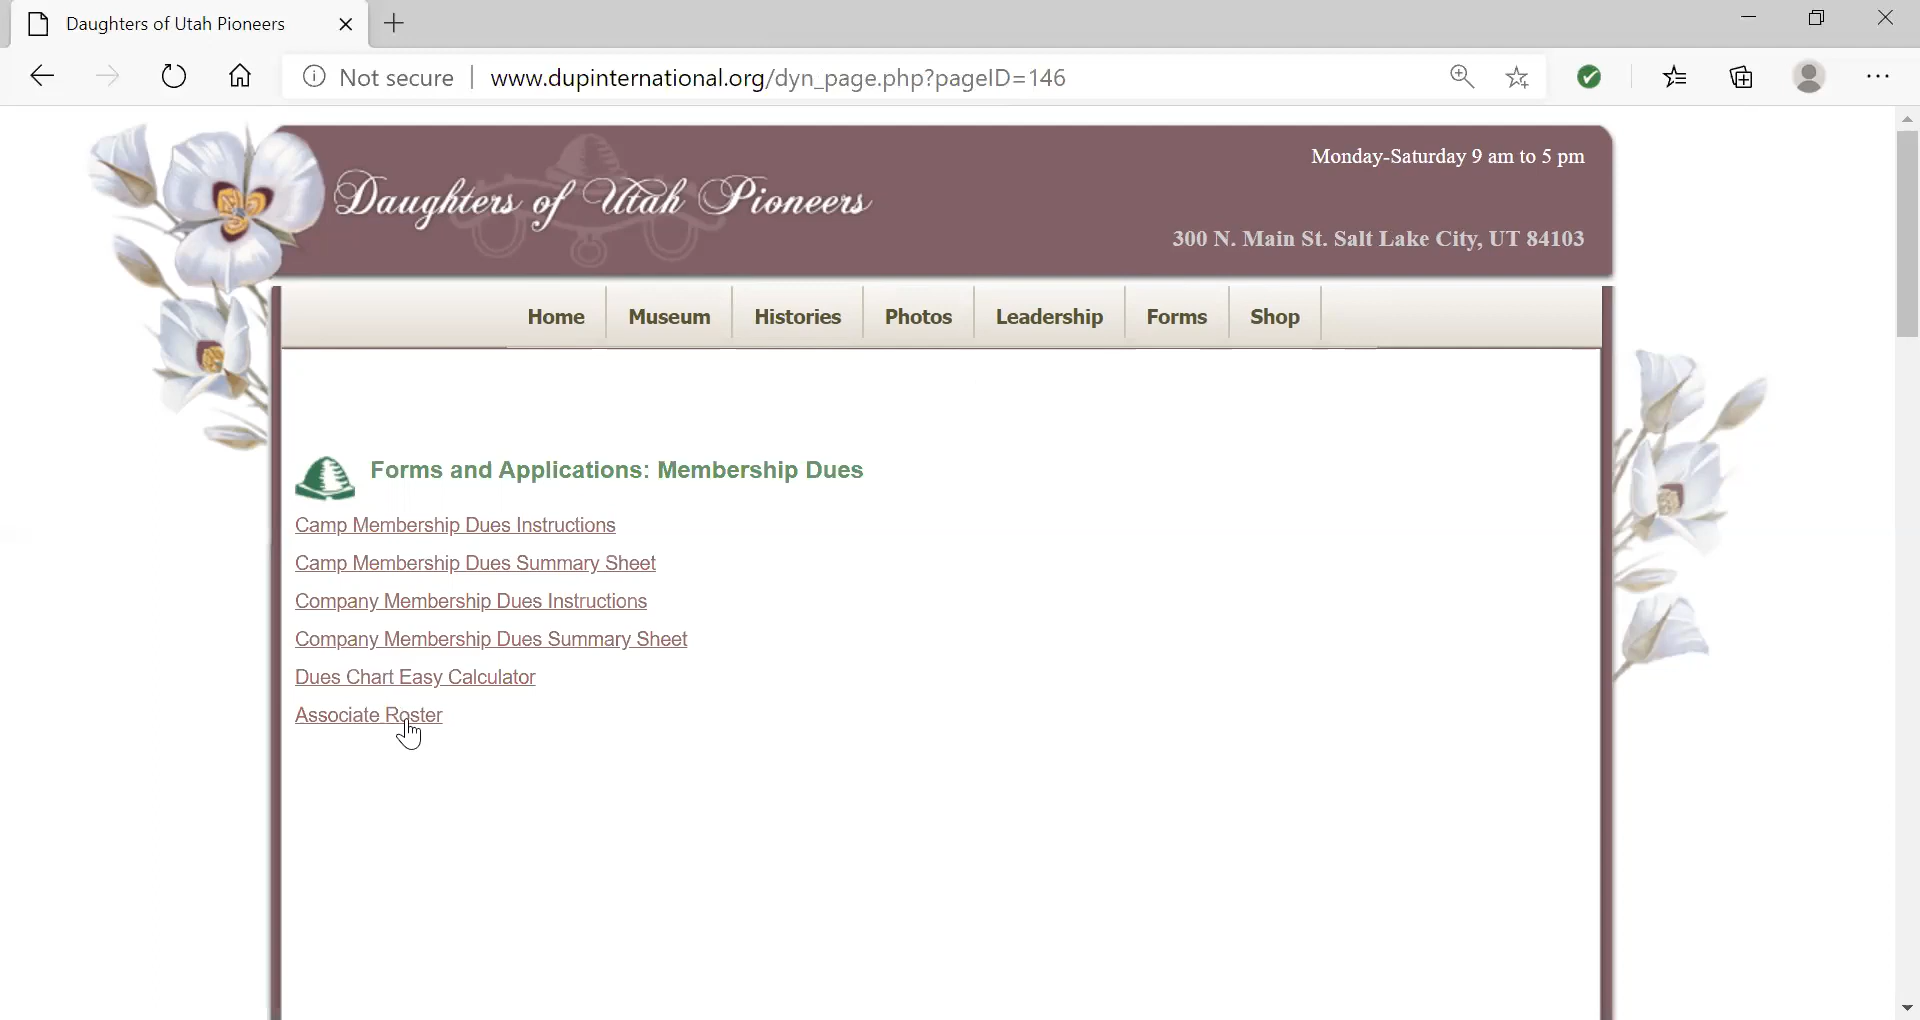 Daughters of Utah Pioneers
Not secure | www.dupinternational.org/dyn_page.php?pageID=146
Daughters of Utah Pioneers
Monday-Saturday 9 am to 5 pm
300 N. Main St. Salt Lake City, UT 84103
Home Museum Histories Photos Leadership Forms Shop
Forms and Applications: Membership Dues
Camp Membership Dues Instructions
Camp Membership Dues Summary Sheet
Company Membership Dues Instructions
Company Membership Dues Summary Sheet
Dues Chart Easy Calculator
Associate Roster